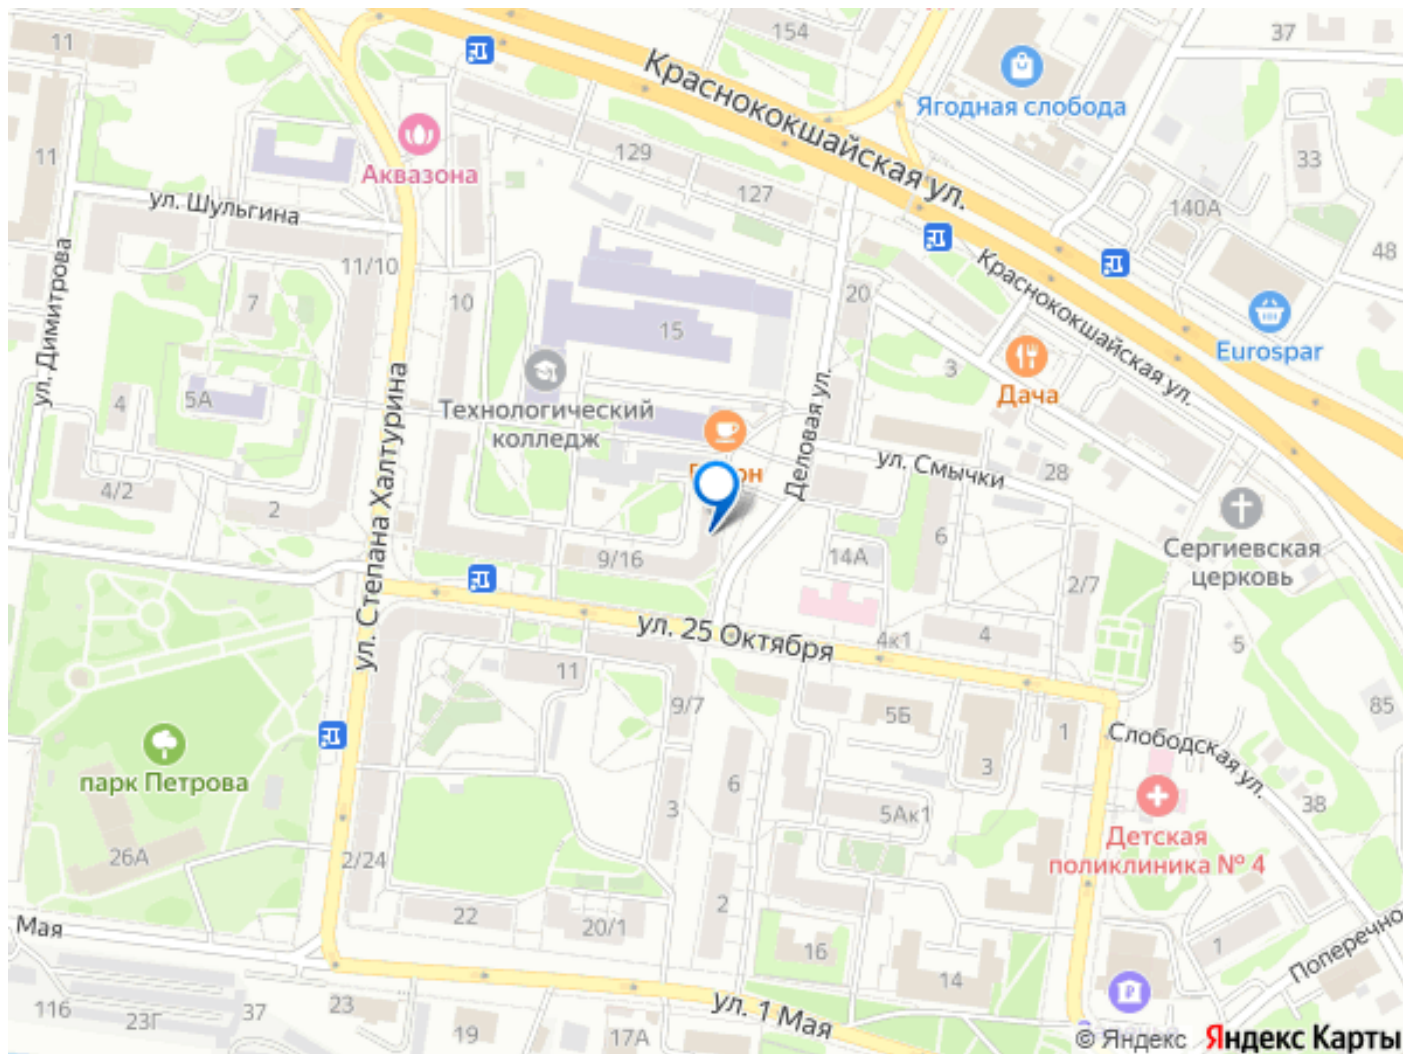 11
154
37
Краснококшайская ул.
Ягодная слобода
Аквазона
129
127
33
11
140А
48
ул. Шульгина
11/10
7
10
20
15
Краснококшайская ул.
Eurospar
ул. Димитрова
3
Дача
4
5А
Технологический
колледж
ул. Степана Халтурина
Деловая ул.
ул. Смычки
28
4/2
2
6
Сергиевская
церковь
9/16
14А
2/7
ул. 25 Октября
4к1
4
5
11
9/7
5Б
1
85
3
Слободская ул.
парк Петрова
6
3
5Ак1
38
Детская
поликлиника № 4
26А
2/24
22
20/1
2
16
14
1
Поперечно
Мая
116
23Г
37
23
19
17А
ул. 1 Мая
© Яндекс Яндекс Карты